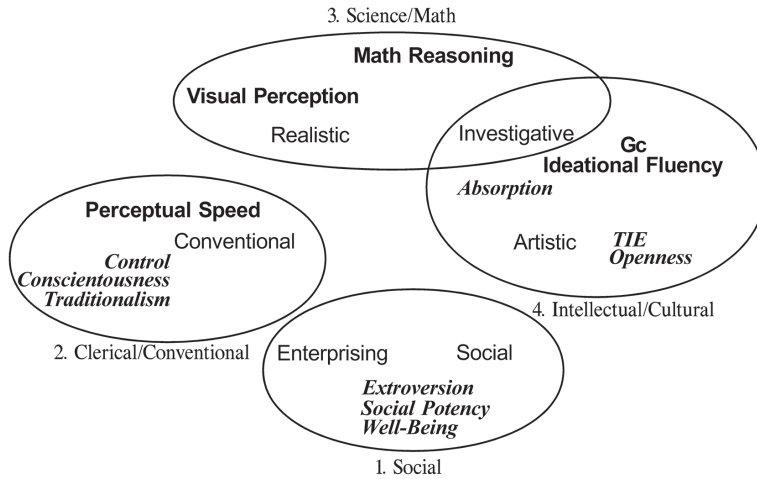 3. Science/Math
Math Reasoning
Visual Perception
Realistic
Investigative
Gc
Ideational Fluency
Absorption
Artistic
TIE
Openness
4. Intellectual/Cultural
Perceptual Speed
Conventional
Control
Conscientousness
Traditionalism
2. Clerical/Conventional
Enterprising
Social
Extroversion
Social Potency
Well-Being
1. Social